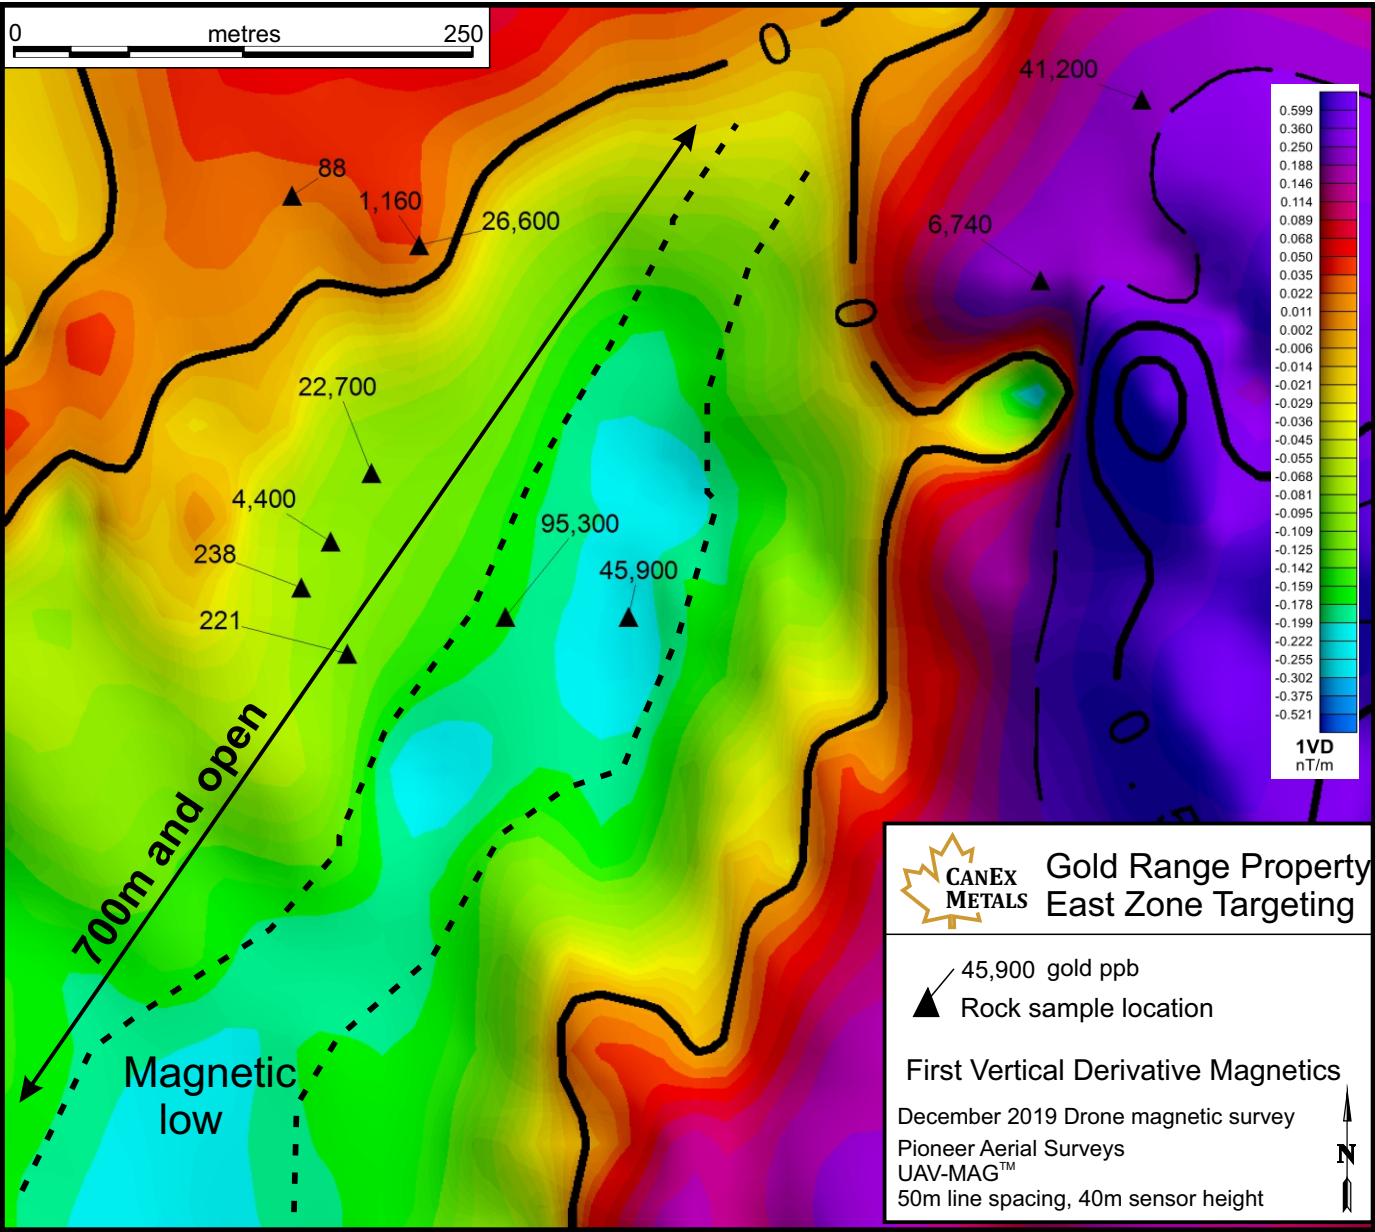 0 metres 250
0
41,200
88
1,160
26,600
6,740
0
22,700
4,400
95,300
238
45,900
221
700m and open
0
Magnetic
low
0.599
0.360
0.250
0.188
0.146
0.114
0.089
0.068
0.050
0.035
0.022
0.011
0.002
-0.006
-0.014
-0.021
-0.029
-0.036
-0.045
-0.055
-0.068
-0.081
-0.095
-0.109
-0.125
-0.142
-0.159
-0.178
-0.199
-0.222
-0.255
-0.302
-0.375
-0.521
1VD
nT/m
CANEX
METALS
Gold Range Property
East Zone Targeting
45,900 gold ppb
Rock sample location
First Vertical Derivative Magnetics
December 2019 Drone magnetic survey
Pioneer Aerial Surveys
UAV-MAG™
50m line spacing, 40m sensor height
N